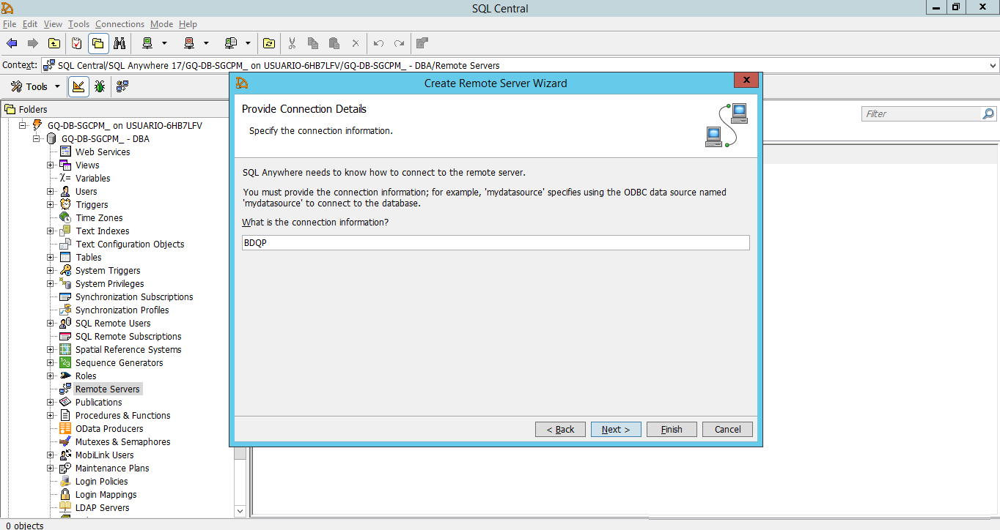 SQL Central
File Edit View Tools Connections Mode Help
Context: SQL Central/SQL Anywhere 17/GQ-DB-SGCPM_ on USUARIO-6HB7LFV/GQ-DB-SGCPM_ - DBA/Remote Servers
Tools
Folders
GQ-DB-SGCPM_ on USUARIO-6HB7LFV
GQ-DB-SGCPM_ - DBA
Web Services
Views
Variables
Users
Triggers
Time Zones
Text Indexes
Text Configuration Objects
Tables
System Triggers
System Privileges
Synchronization Subscriptions
Synchronization Profiles
SQL Remote Users
SQL Remote Subscriptions
Spatial Reference Systems
Sequence Generators
Roles
Remote Servers
Publications
Procedures & Functions
OData Producers
Mutexes & Semaphores
MobiLink Users
Maintenance Plans
Login Policies
Login Mappings
LDAP Servers
Filter
Create Remote Server Wizard
Provide Connection Details
Specify the connection information.
SQL Anywhere needs to know how to connect to the remote server.
You must provide the connection information; for example, 'mydatasource' specifies using the ODBC data source named
'mydatasource' to connect to the database.
What is the connection information?
BDQP
< Back Next > Finish Cancel
0 objects